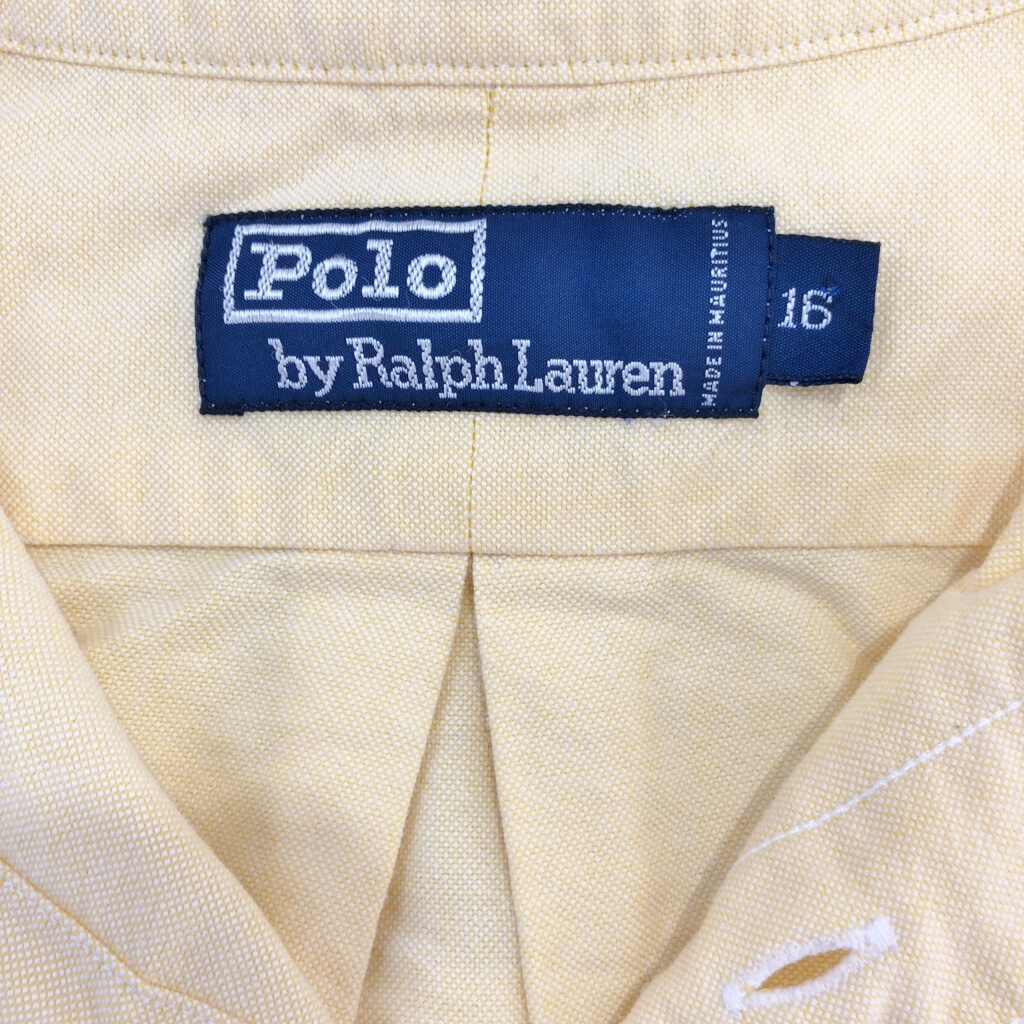 Polo
by Ralph Lauren
MADE IN MAURITIUS
16